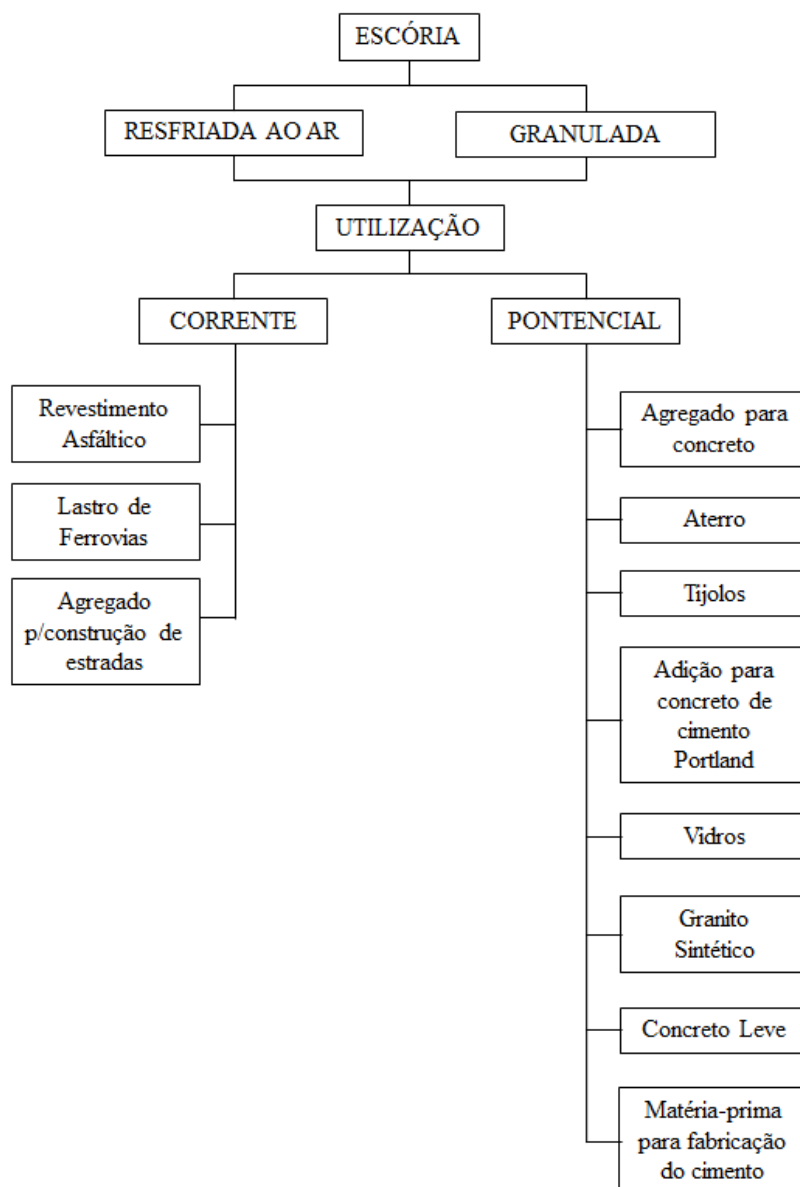 ESCÓRIA
RESFRIADA AO AR
GRANULADA
UTILIZAÇÃO
CORRENTE
PONTENCIAL
Revestimento
Asfáltico
Lastro de
Ferrovias
Agregado
p/construção de
estradas
Agregado para
concreto
Aterro
Tijolos
Adição para
concreto de
cimento
Portland
Vidros
Granito
Sintético
Concreto Leve
Matéria-prima
para fabricação
do cimento